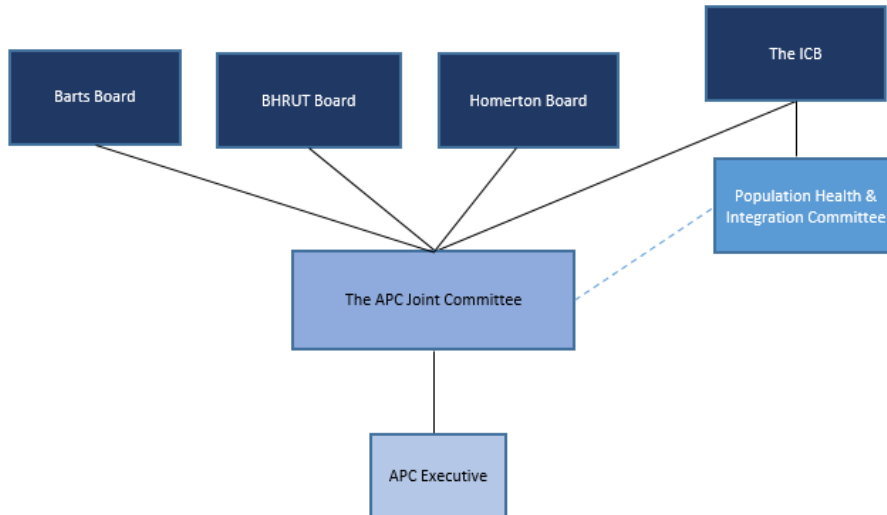 The ICB
Barts Board
BHRUT Board
Homerton Board
Population Health &
Integration Committee
The APC Joint Committee
APC Executive